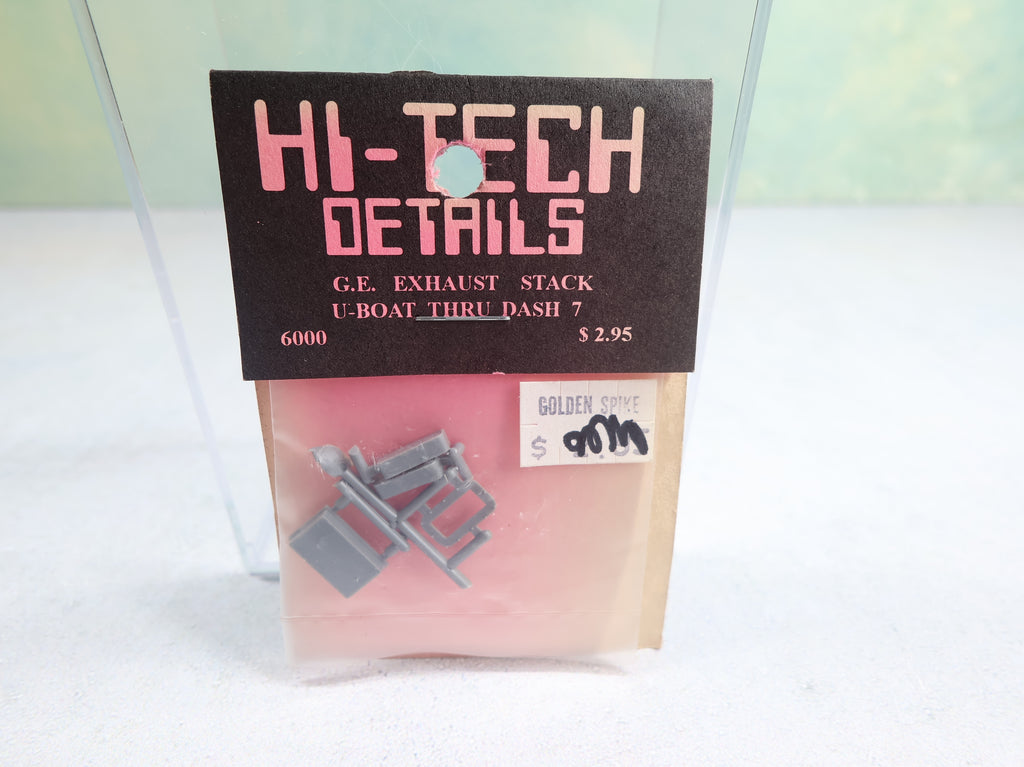 HI-TECH
DETAILS
G.E. EXHAUST STACK
U-BOAT THRU DASH 7
6000 $2.95
GOLDEN SPIKE
$